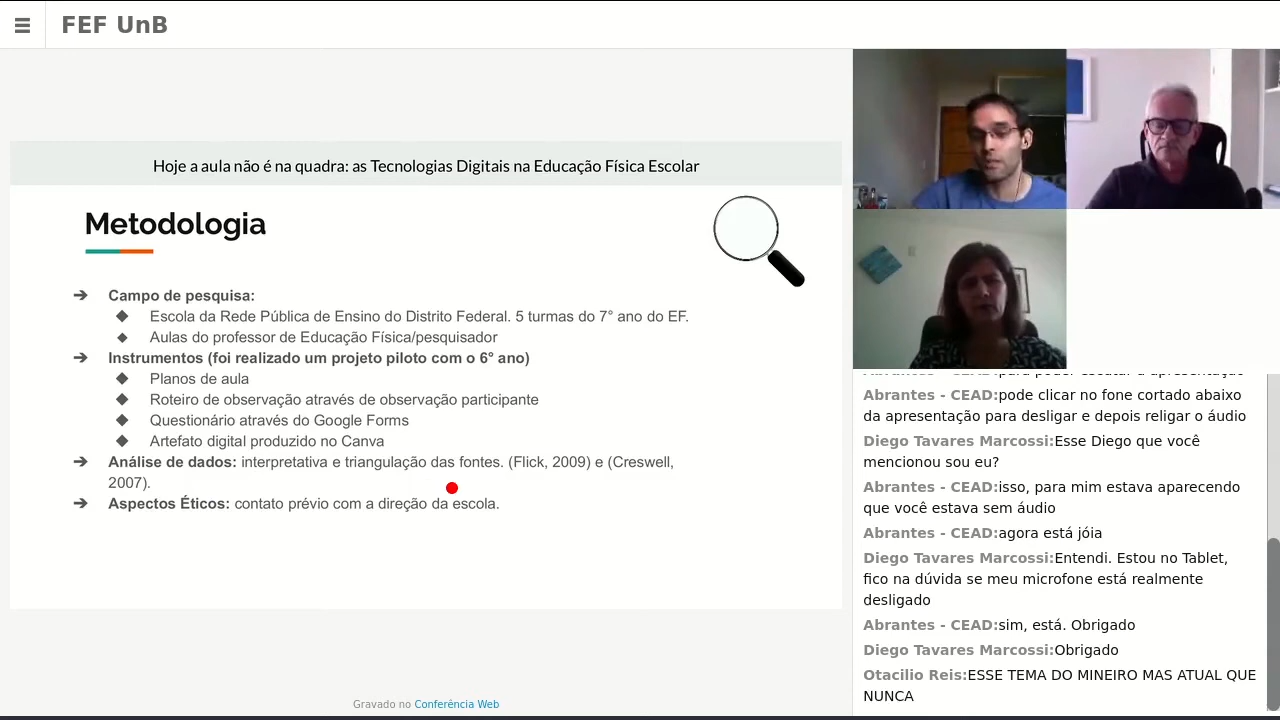 FEF UnB
Hoje a aula não é na quadra: as Tecnologias Digitais na Educação Física Escolar
Metodologia
➔ Campo de pesquisa:
◆ Escola da Rede Pública de Ensino do Distrito Federal. 5 turmas do 7° ano do EF.
◆ Aulas do professor de Educação Física/pesquisador
➔ Instrumentos (foi realizado um projeto piloto com o 6° ano)
◆ Planos de aula
◆ Roteiro de observação através de observação participante
◆ Questionário através do Google Forms
◆ Artefato digital produzido no Canva
➔ Análise de dados: interpretativa e triangulação das fontes. (Flick, 2009) e (Creswell,
2007).
➔ Aspectos Éticos: contato prévio com a direção da escola.
Gravado no Conferência Web
Abrantes - CEAD:para poder escutar a apresentação
Abrantes - CEAD:pode clicar no fone cortado abaixo
da apresentação para desligar e depois religar o áudio
Diego Tavares Marcossi:Esse Diego que você
mencionou sou eu?
Abrantes - CEAD:isso, para mim estava aparecendo
que você estava sem áudio
Abrantes - CEAD:agora está jóia
Diego Tavares Marcossi:Entendi. Estou no Tablet,
fico na dúvida se meu microfone está realmente
desligado
Abrantes - CEAD:sim, está. Obrigado
Diego Tavares Marcossi:Obrigado
Otacilio Reis:ESSE TEMA DO MINEIRO MAS ATUAL QUE
NUNCA